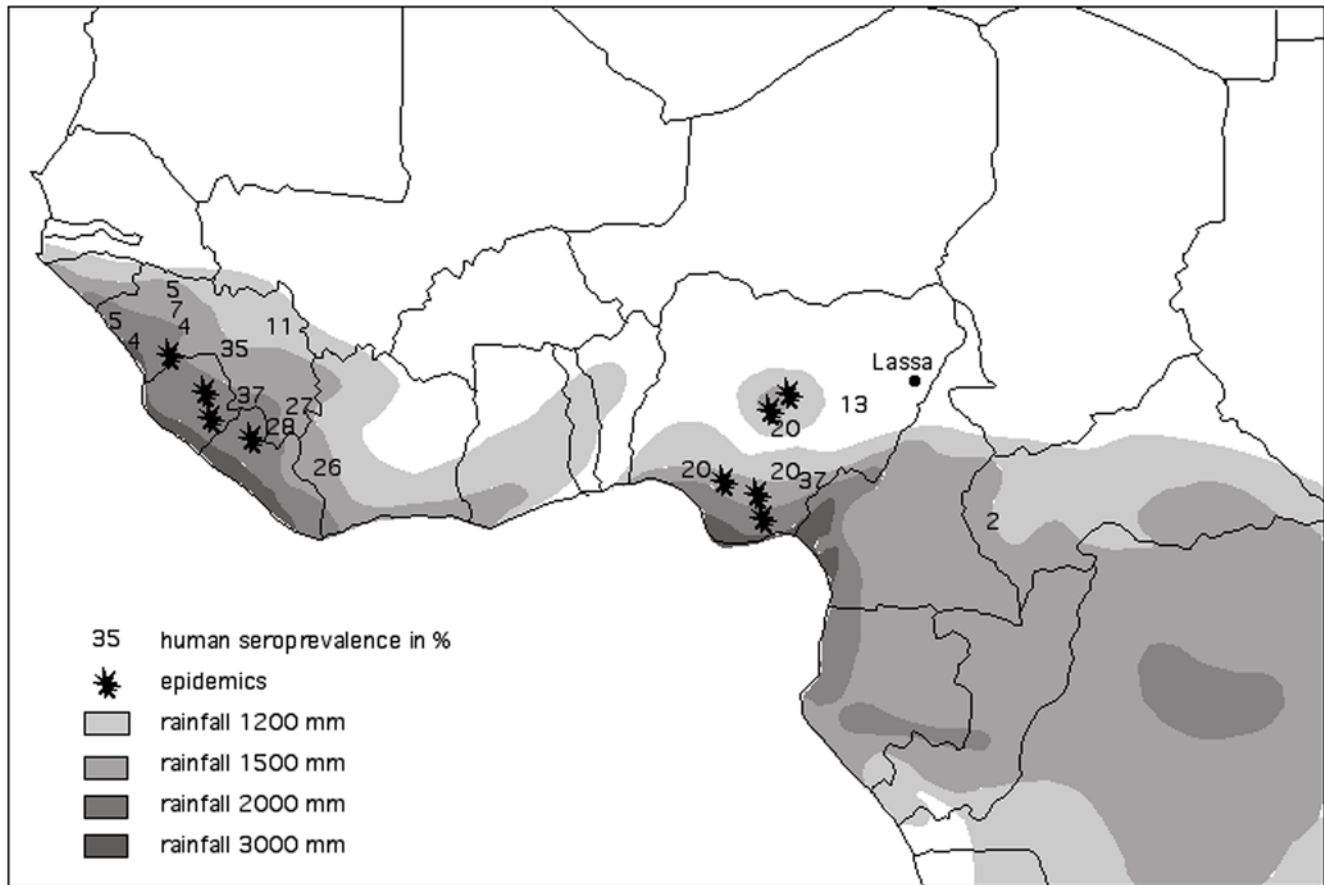 5
7
5
4
11
4
35
Lassa
37
27
13
28
20
26
20
20
37
2
35 human seroprevalence in %
epidemics
rainfall 1200 mm
rainfall 1500 mm
rainfall 2000 mm
rainfall 3000 mm